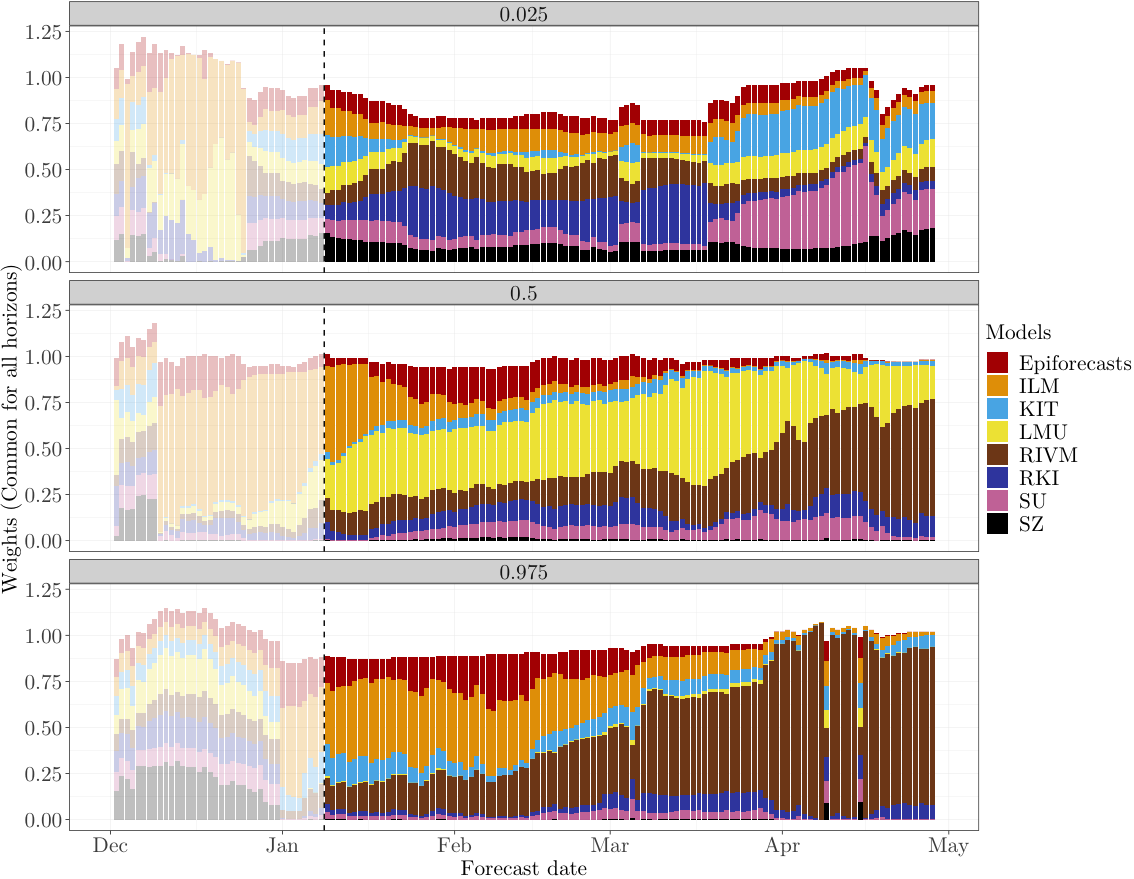 0.025
1.25
1.00
0.75
0.50
0.25
0.00
0.5
1.25
1.00
0.75
0.50
0.25
0.00
0.975
1.25
1.00
0.75
0.50
0.25
0.00
Weights (Common for all horizons)
Dec Jan Feb Mar Apr May
Forecast date
Models
Epiforecasts
ILM
KIT
LMU
RIVM
RKI
SU
SZ